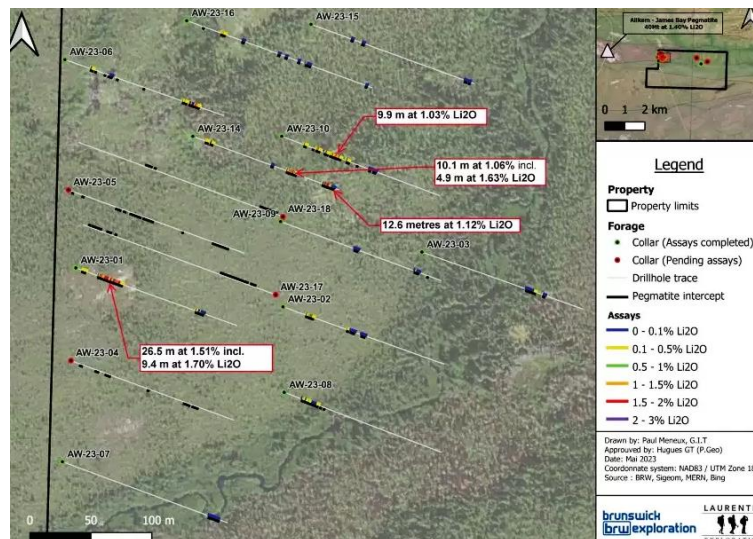 AW-23-16
AW-23-15
AW-23-06
AW-23-14
AW-23-10
9.9 m at 1.03% Li2O
10.1 m at 1.06% incl.
4.9 m at 1.63% Li2O
AW-23-05
AW-23-18
AW-23-09
12.6 metres at 1.12% Li2O
AW-23-03
AW-23-01
AW-23-17
AW-23-02
26.5 m at 1.51% incl.
9.4 m at 1.70% Li2O
AW-23-04
AW-23-08
AW-23-07
0 50 100 m
Allkem - James Bay Pegmatite
40Mt at 1.40% Li2O
0 1 2 km
Legend
Property
Property limits
Forage
Collar (Assays completed)
Collar (Pending assays)
Drillhole trace
Pegmatite intercept
Assays
0 - 0.1% Li2O
0.1 - 0.5% Li2O
0.5 - 1% Li2O
1 - 1.5% Li2O
1.5 - 2% Li2O
2 - 3% Li2O
Drawn by: Paul Meneux, G.I.T
Approuved by: Hugues GT (P.Geo)
Date: Mai 2023
Coordonnate system: NAD83 / UTM Zone 18
Source : BRW, Sigeom, MERN, Bing
brunswick
brw exploration
LAURENTI